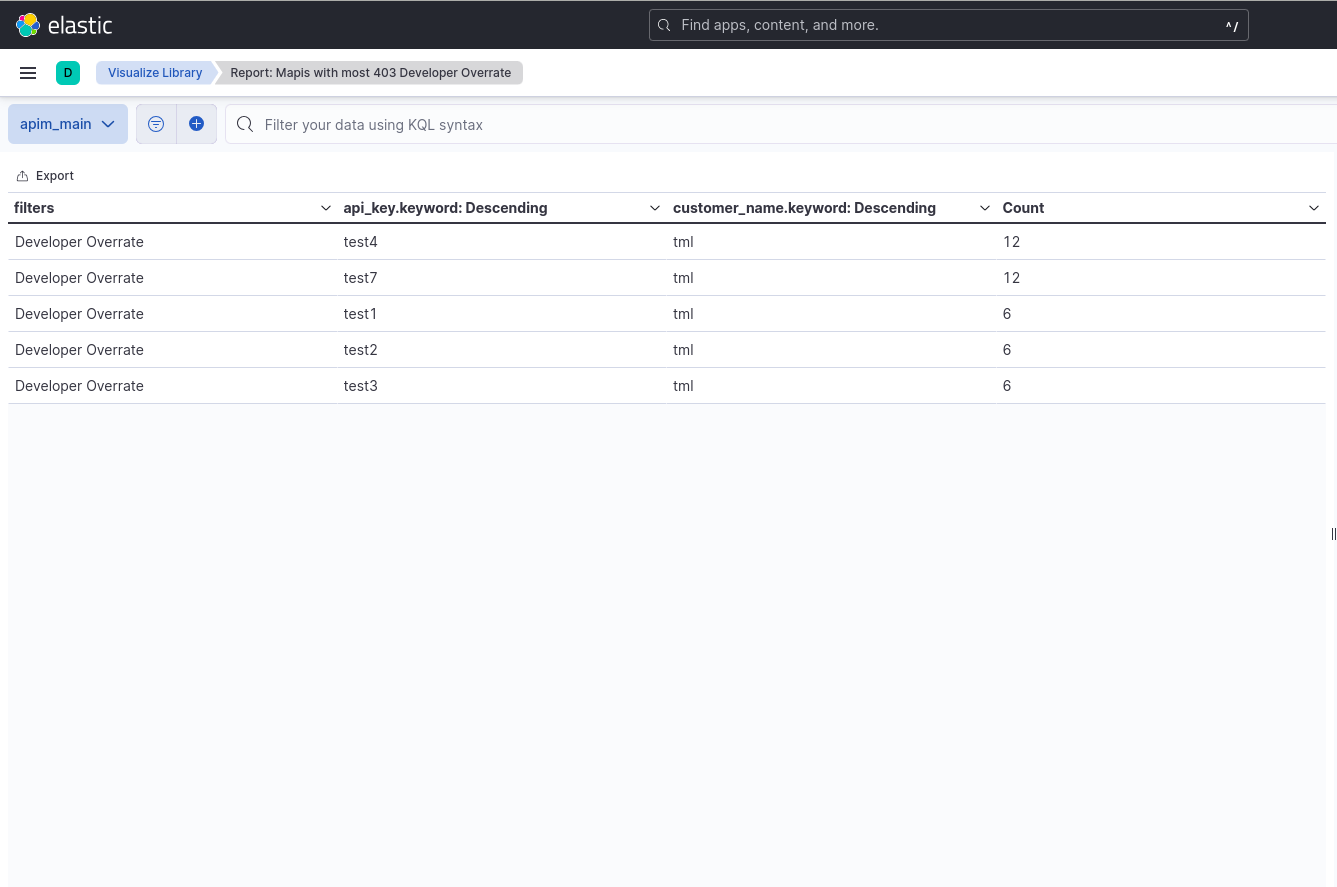 elastic
Find apps, content, and more.
^/
D
Visualize Library
Report: Mapis with most 403 Developer Overrate
apim_main
Filter your data using KQL syntax
Export
filters api_key.keyword: Descending customer_name.keyword: Descending Count
Developer Overrate test4 tml 12
Developer Overrate test7 tml 12
Developer Overrate test1 tml 6
Developer Overrate test2 tml 6
Developer Overrate test3 tml 6